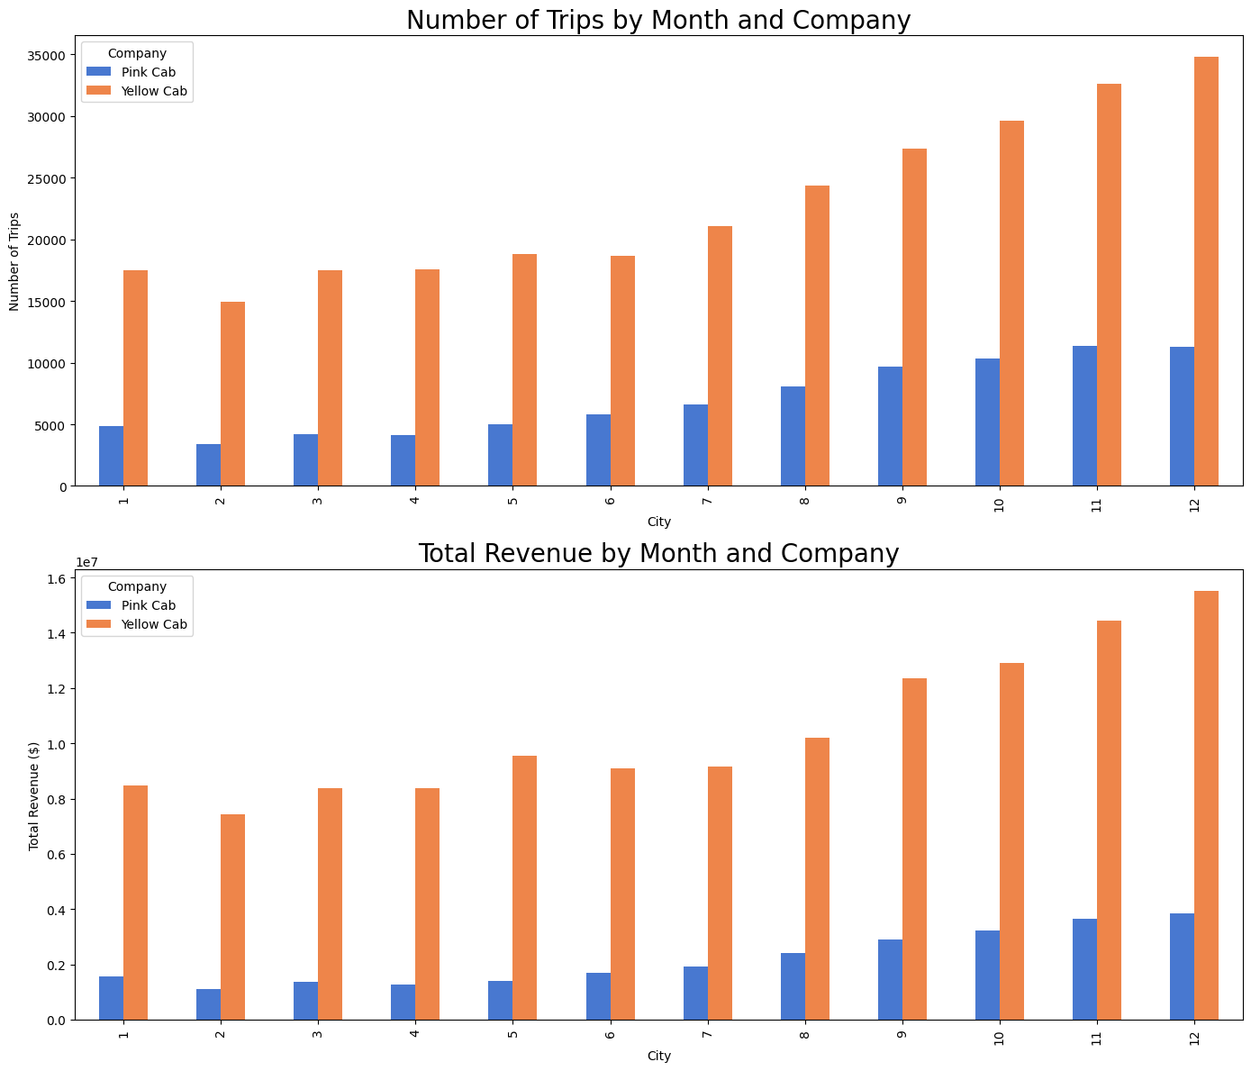 Number of Trips by Month and Company
Company
Pink Cab
Yellow Cab
35000
30000
25000
20000
15000
10000
5000
0
Number of Trips
1 2 3 4 5 6 7 8 9 10 11 12
City
Total Revenue by Month and Company
1e7
Company
Pink Cab
Yellow Cab
1.6
1.4
1.2
1.0
0.8
0.6
0.4
0.2
0.0
Total Revenue ($)
1 2 3 4 5 6 7 8 9 10 11 12
City